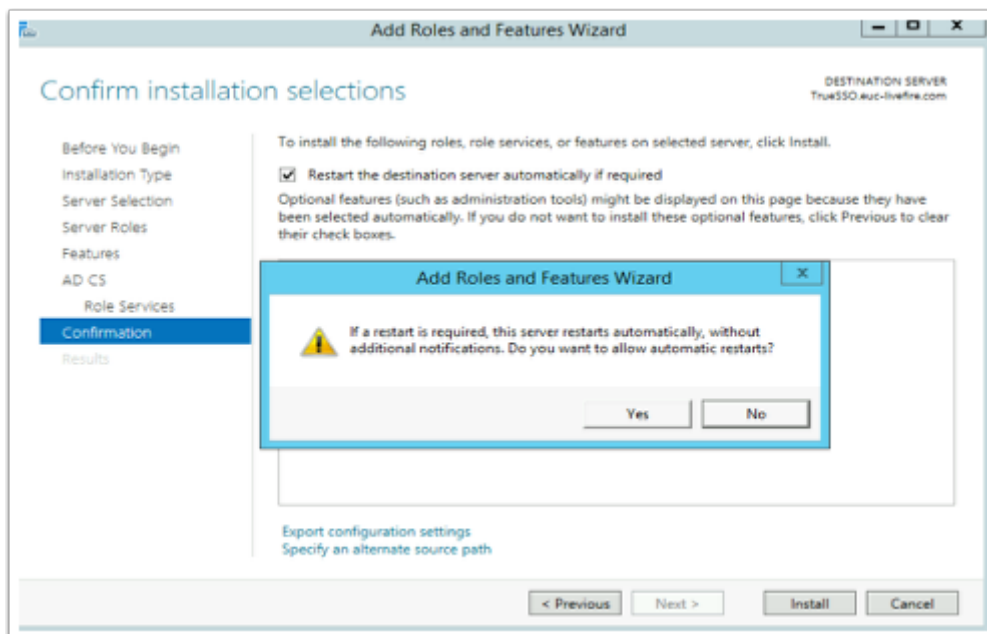 Add Roles and Features Wizard
Confirm installation selections
DESTINATION SERVER
TrueSSO.euc-livefire.com
Before You Begin
Installation Type
Server Selection
Server Roles
Features
AD CS
Role Services
Confirmation
Results
To install the following roles, role services, or features on selected server, click Install.
Restart the destination server automatically if required
Optional features (such as administration tools) might be displayed on this page because they have
been selected automatically. If you do not want to install these optional features, click Previous to clear
their check boxes.
Add Roles and Features Wizard
If a restart is required, this server restarts automatically, without
additional notifications. Do you want to allow automatic restarts?
Yes
No
Export configuration settings
Specify an alternate source path
< Previous
Next >
Install
Cancel